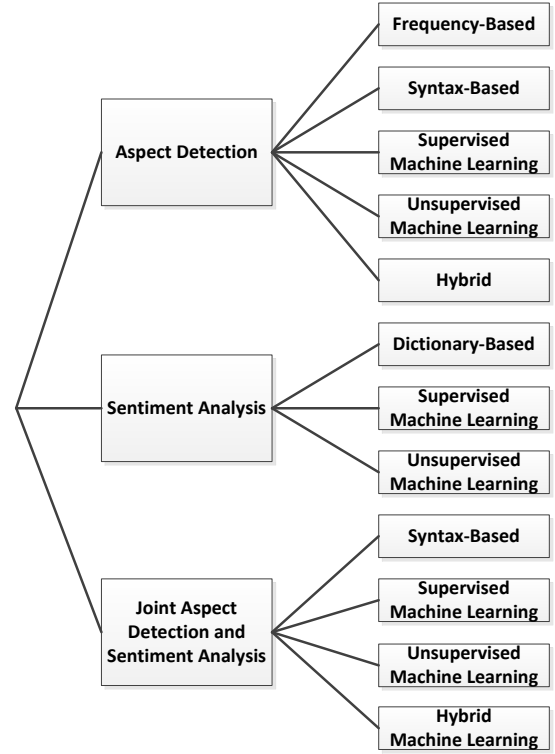 Aspect Detection
Frequency-Based
Syntax-Based
Supervised
Machine Learning
Unsupervised
Machine Learning
Hybrid
Sentiment Analysis
Dictionary-Based
Supervised
Machine Learning
Unsupervised
Machine Learning
Joint Aspect
Detection and
Sentiment Analysis
Syntax-Based
Supervised
Machine Learning
Unsupervised
Machine Learning
Hybrid
Machine Learning